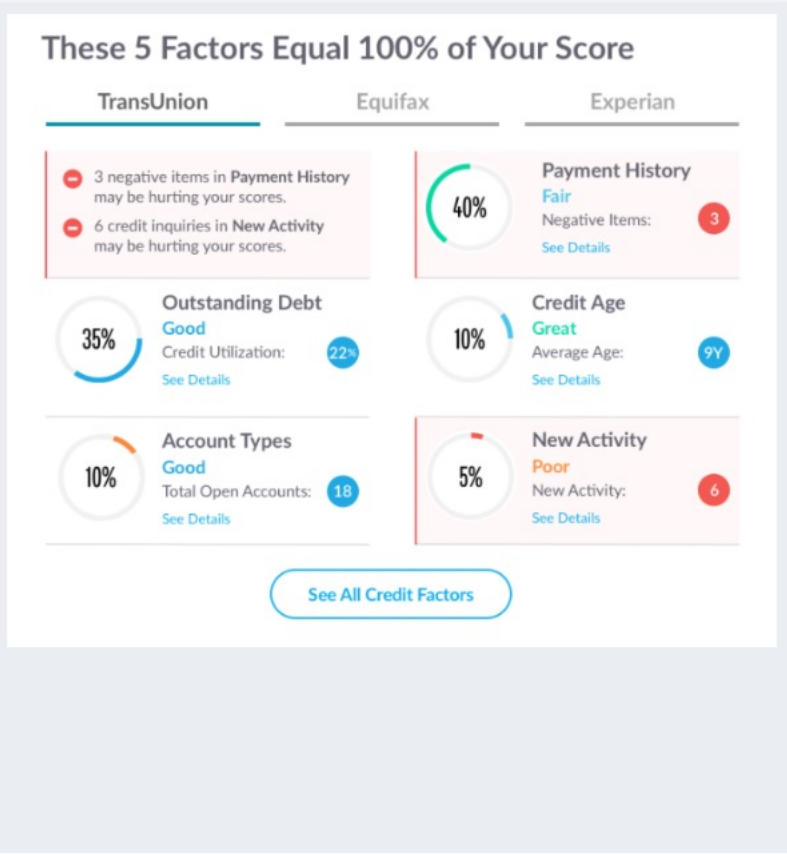 These 5 Factors Equal 100% of Your Score
TransUnion
Equifax
Experian
3 negative items in Payment History
may be hurting your scores.
6 credit inquiries in New Activity
may be hurting your scores.
40%
Payment History
Fair
Negative Items:
3
See Details
35%
Outstanding Debt
Good
Credit Utilization:
22%
See Details
10%
Credit Age
Great
Average Age:
9Y
See Details
10%
Account Types
Good
Total Open Accounts:
18
See Details
5%
New Activity
Poor
New Activity:
6
See Details
See All Credit Factors